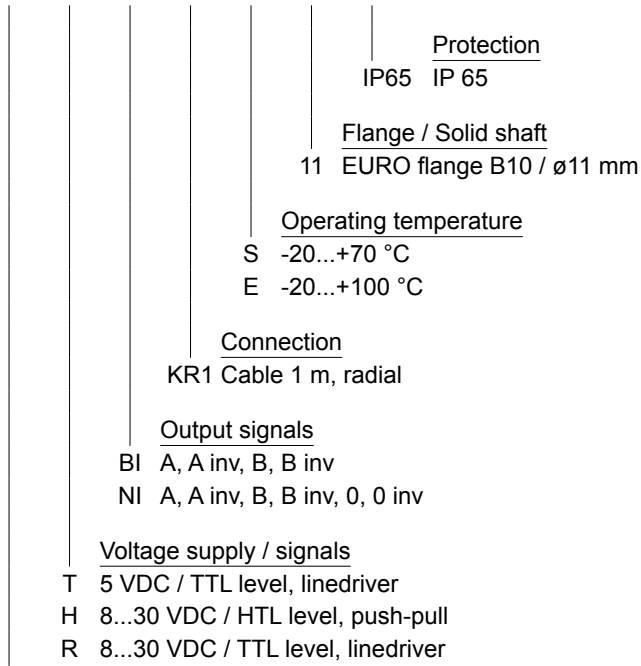 Protection
IP65 IP 65
Flange / Solid shaft
11 EURO flange B10 / ø11 mm
Operating temperature
S -20...+70 °C
E -20...+100 °C
Connection
KR1 Cable 1 m, radial
Output signals
BI A, A inv, B, B inv
NI A, A inv, B, B inv, 0, 0 inv
Voltage supply / signals
T 5 VDC / TTL level, linedriver
H 8...30 VDC / HTL level, push-pull
R 8...30 VDC / TTL level, linedriver